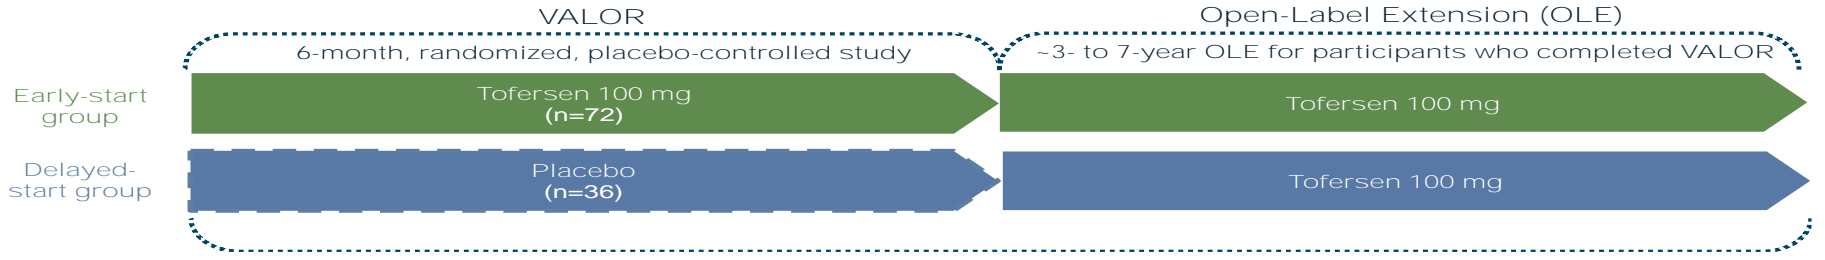 VALOR
Open-Label Extension (OLE)
6-month, randomized, placebo-controlled study
~3- to 7-year OLE for participants who completed VALOR
Early-start
group
Tofersen 100 mg
(n=72)
Tofersen 100 mg
Delayed-
start group
Placebo
(n=36)
Tofersen 100 mg